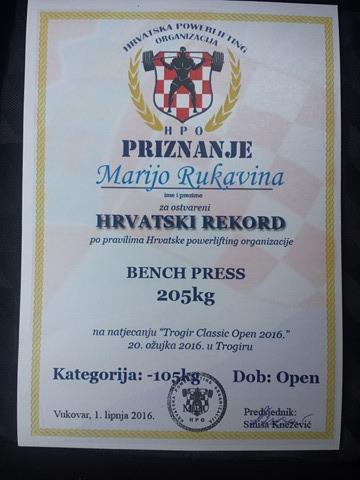 HRVATSKA POWERLIFTING
ORGANIZACIJA
HPO
PRIZNANJE
Marijo Rukavina
ime i prezime
za ostvareni
HRVATSKI REKORD
po pravilima Hrvatske powerlifting organizacije
BENCH PRESS
205kg
na natjecanju "Trogir Classic Open 2016."
20. ožujka 2016. u Trogiru
Kategorija: -105kg Dob: Open
Vukovar, 1. lipnja 2016.
HPO
Predsjednik:
Siniša Knežević